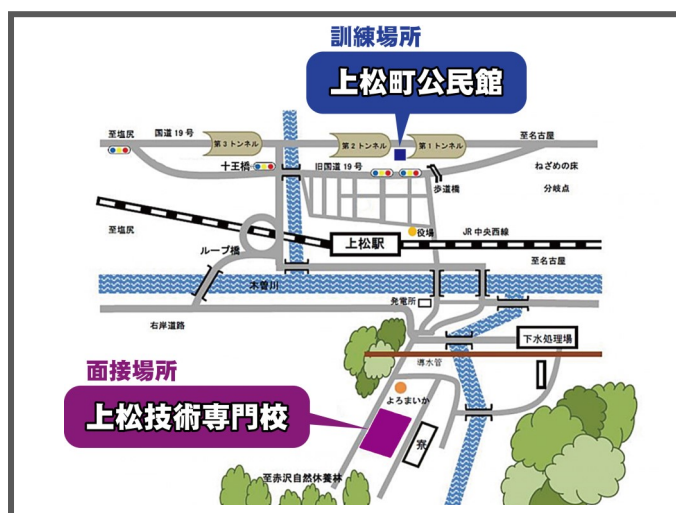 訓練場所
上松町公民館
至塩尻
国道19号
第3トンネル
第2トンネル
第1トンネル
至名古屋
十王橋
旧国道19号
歩道橋
ねざめの床
分岐点
至塩尻
ループ橋
上松駅
役場
JR中央西線
至名古屋
木曽川
発電所
右岸道路
下水処理場
導水管
面接場所
上松技術専門校
よろまいか
寮
至赤沢自然休養林